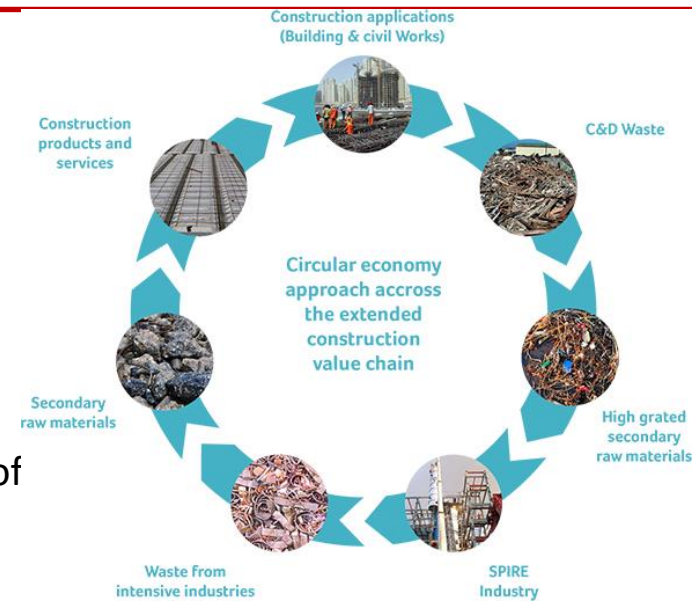 Construction applications
(Building & civil Works)
Construction
products and
services
C&D Waste
Circular economy
approach accross
the extended
construction
value chain
Secondary
raw materials
High grated
secondary
raw materials
of
Waste from
intensive industries
SPIRE
Industry